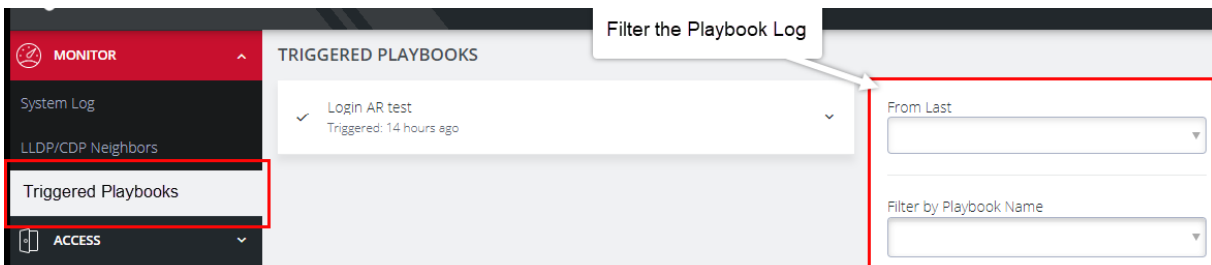 Filter the Playbook Log
MONITOR
TRIGGERED PLAYBOOKS
System Log
Login AR test
Triggered: 14 hours ago
From Last
LLDP/CDP Neighbors
Triggered Playbooks
Filter by Playbook Name
ACCESS